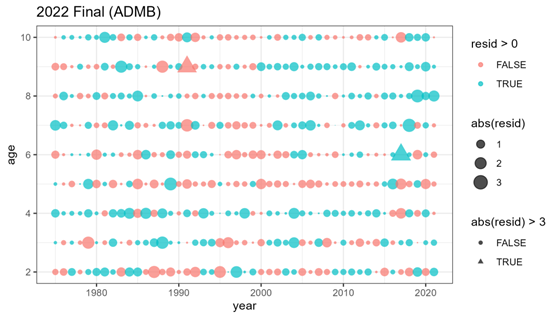 2022 Final (ADMB)
age
10
8
6
4
2
1980
1990
2000
2010
2020
year
resid > 0
FALSE
TRUE
abs(resid)
1
2
3
abs(resid) > 3
FALSE
TRUE